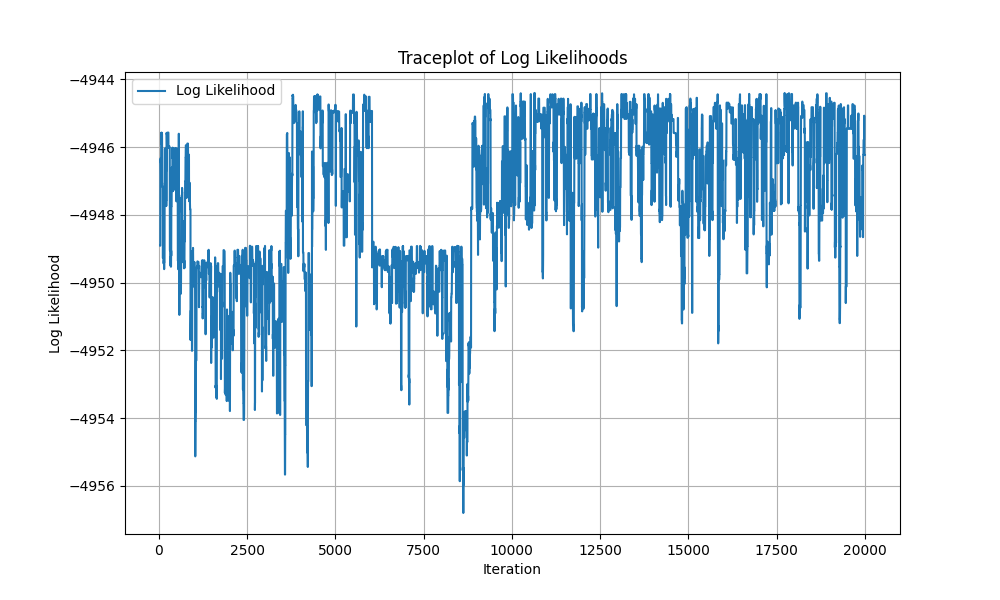 Traceplot of Log Likelihoods
Log Likelihood
−4944
−4946
−4948
−4950
−4952
−4954
−4956
Log Likelihood
0 2500 5000 7500 10000 12500 15000 17500 20000
Iteration